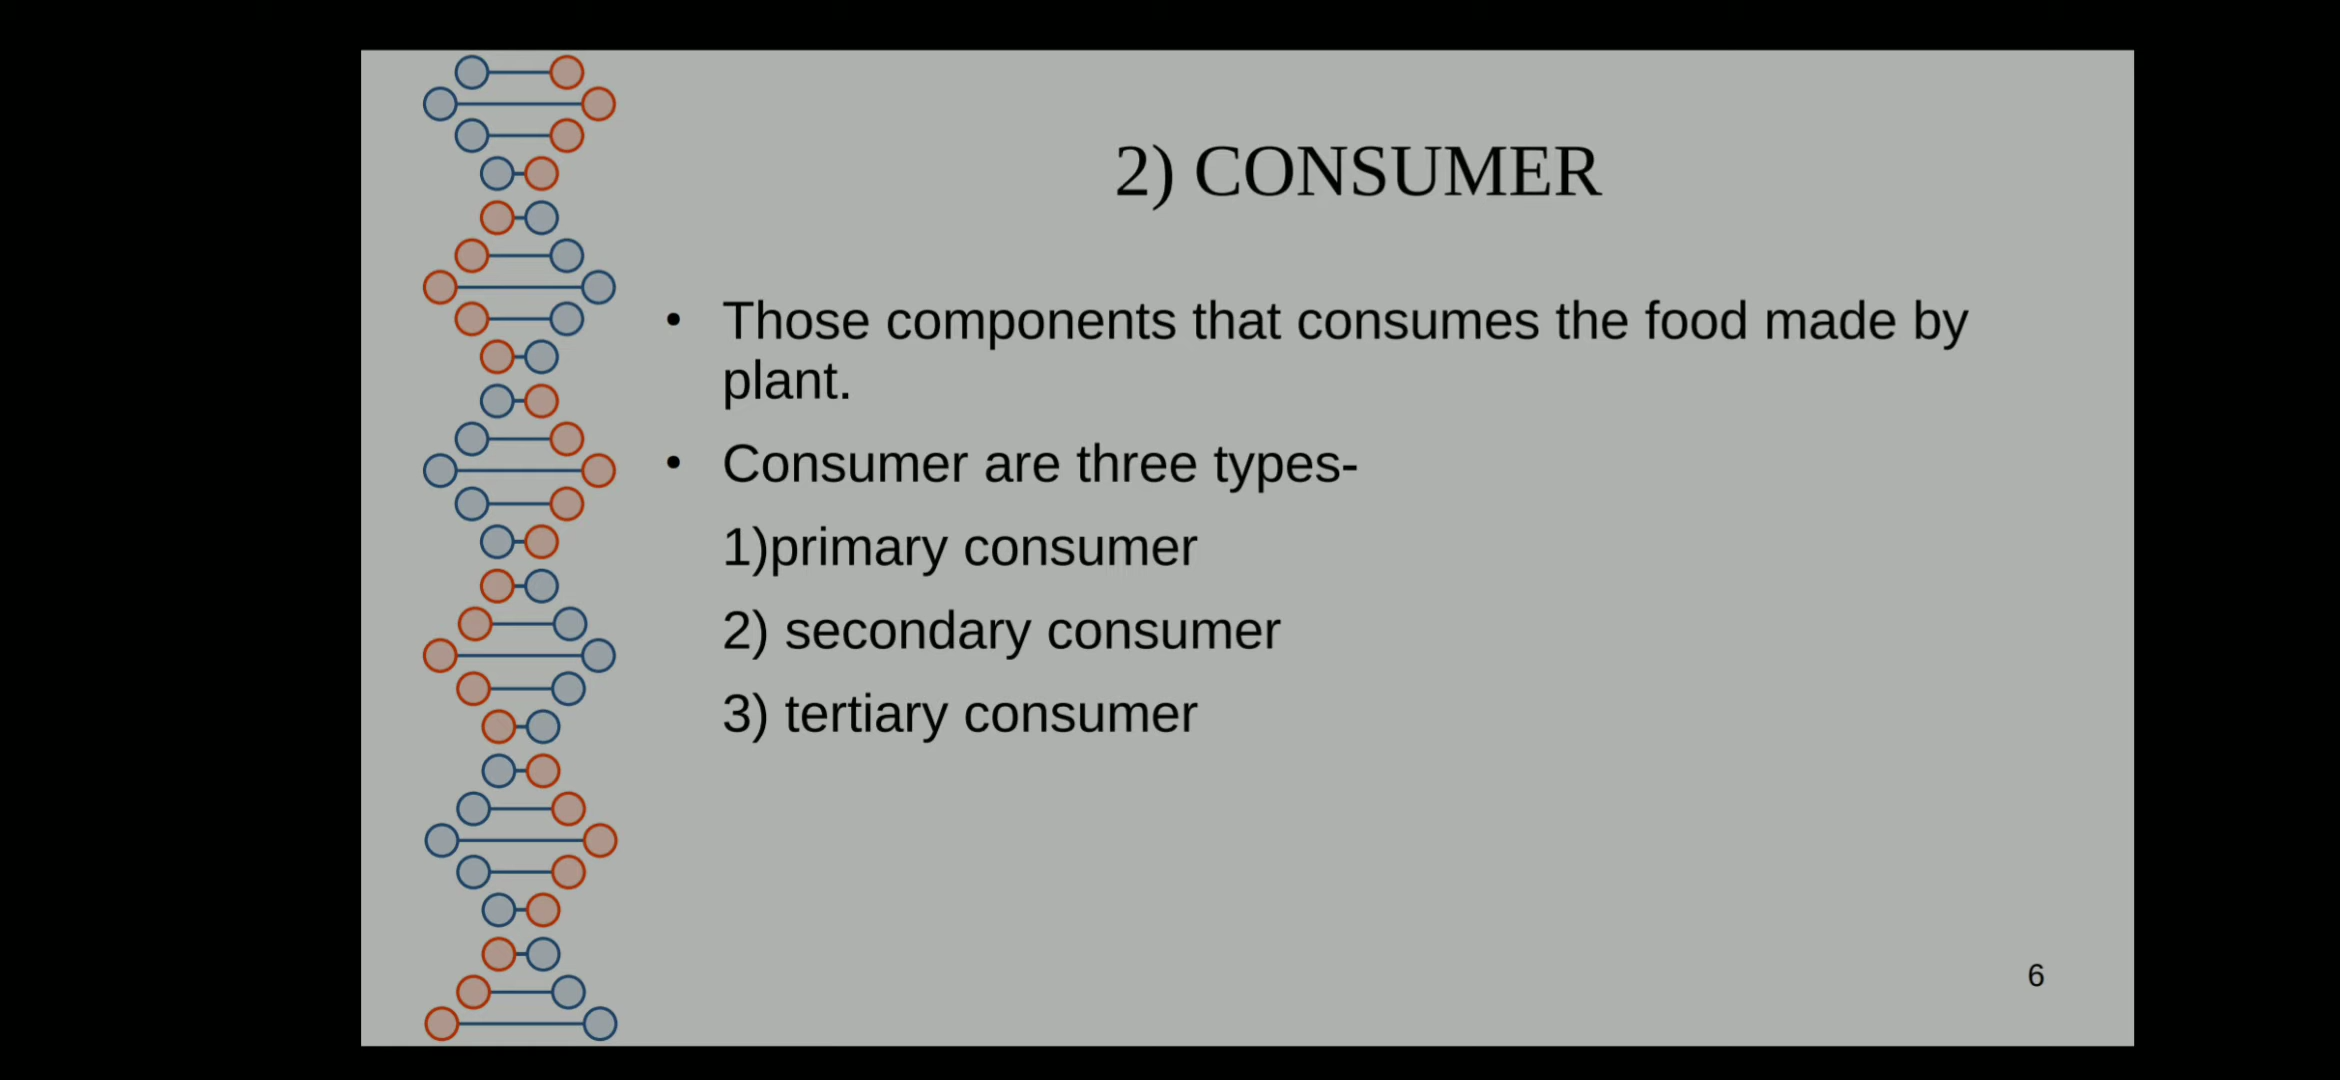 2) CONSUMER
• Those components that consumes the food made by
plant.
• Consumer are three types-
1)primary consumer
2) secondary consumer
3) tertiary consumer
6